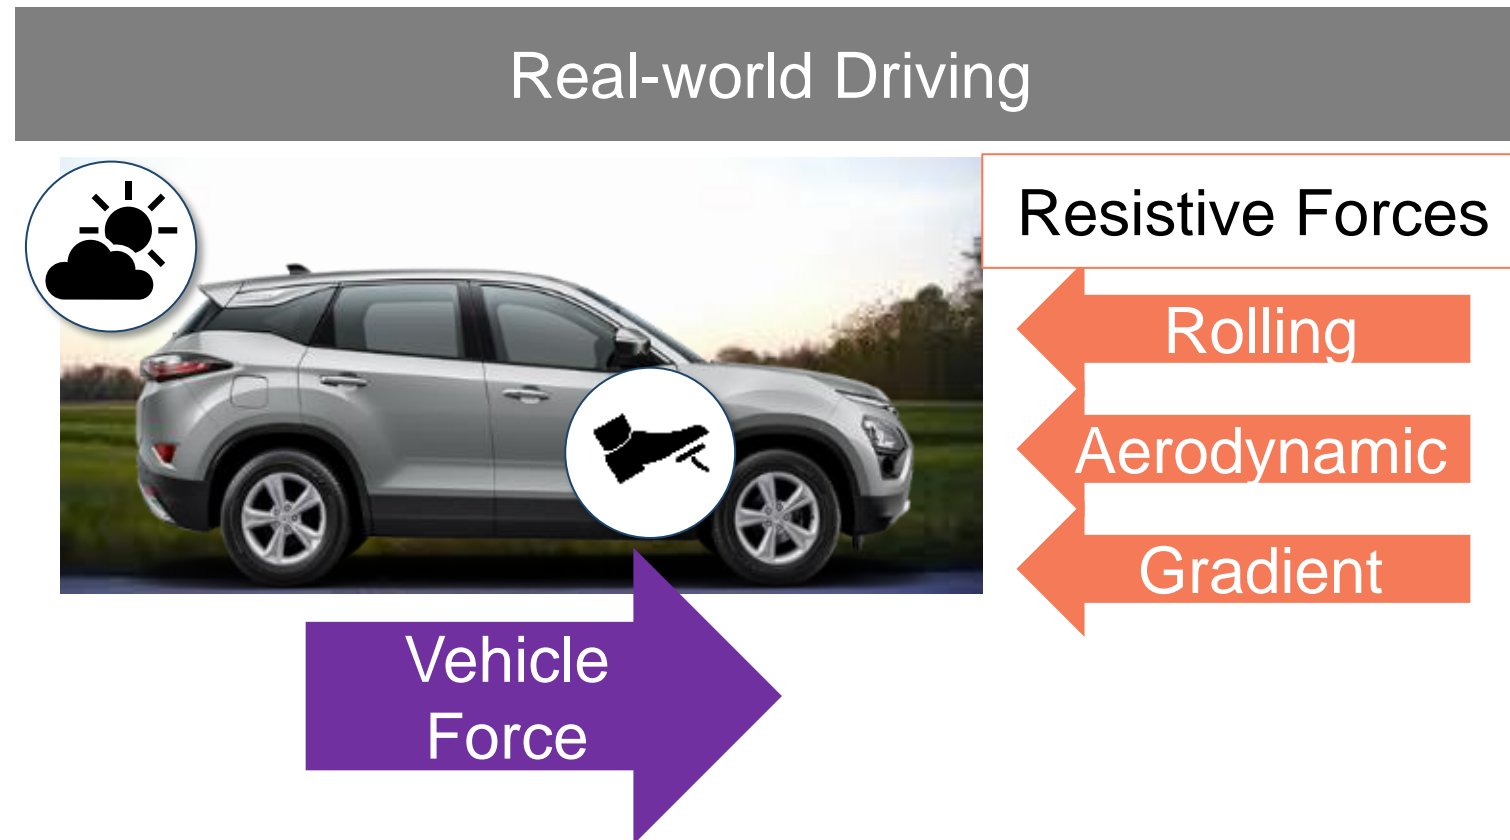 Real-world Driving
Resistive Forces
Rolling
Aerodynamic
Gradient
Vehicle
Force